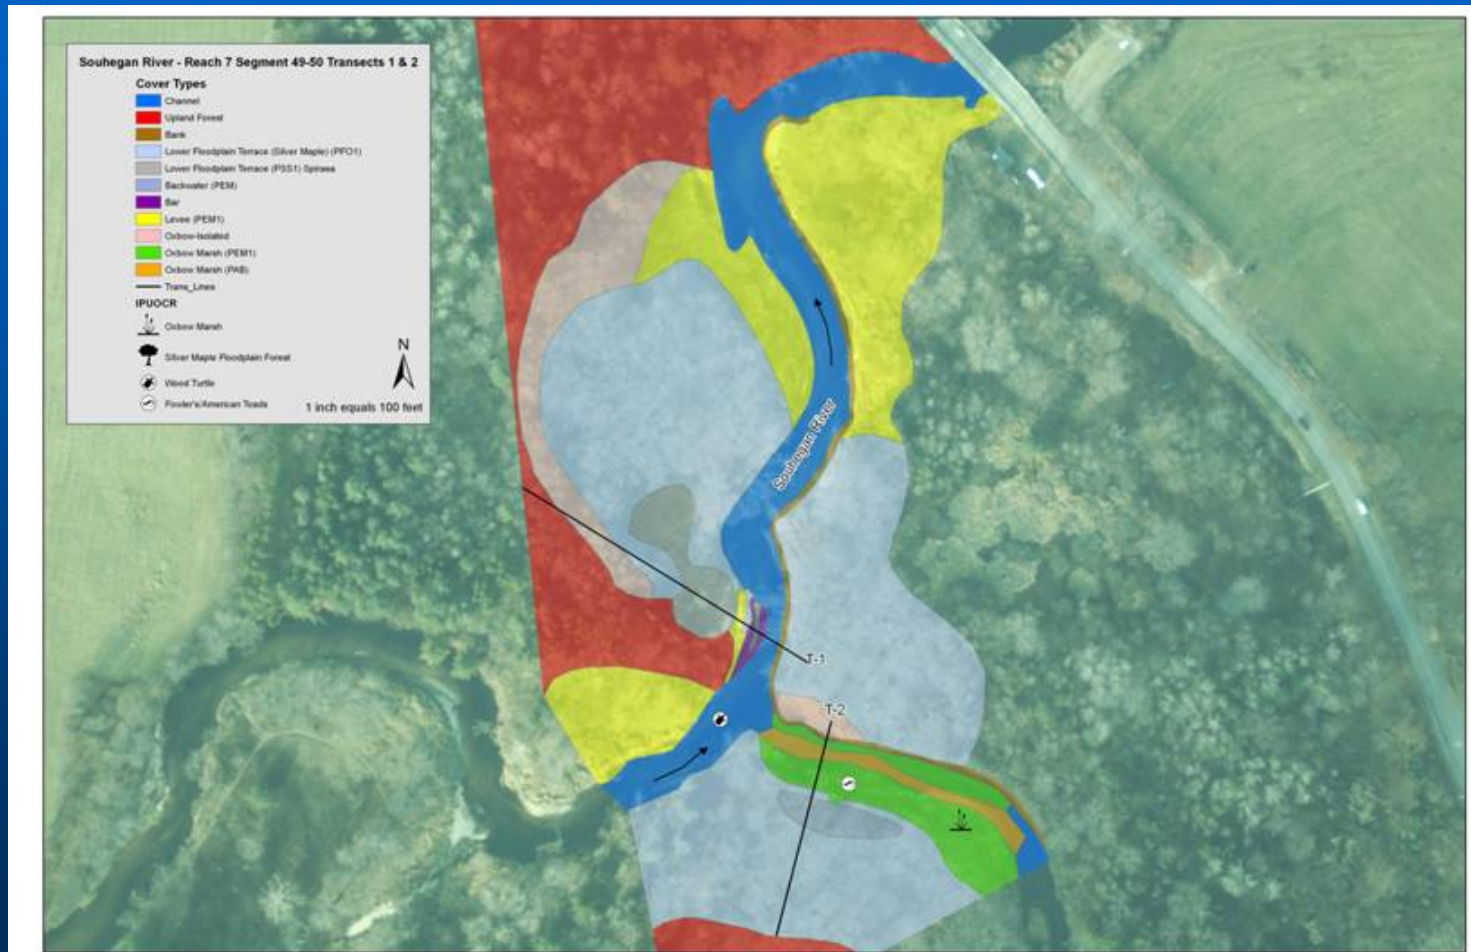 Souhegan River - Reach 7 Segment 49-50 Transects 1 & 2
Cover Types
Channel
Upland Forest
Bank
Lower Floodplain Terrace (Silver Maple) (PFO1)
Lower Floodplain Terrace (PSS1) Spiraea
Backwater (PEM)
Bar
Levee (PEM1)
Oxbow-Isolated
Oxbow Marsh (PEM1)
Oxbow Marsh (PAB)
Trans_Lines
IPUOCR
Oxbow Marsh
Silver Maple Floodplain Forest
Wood Turtle
Fowler's/American Toads
N
1 inch equals 100 feet
Souhegan River
T-1
T-2